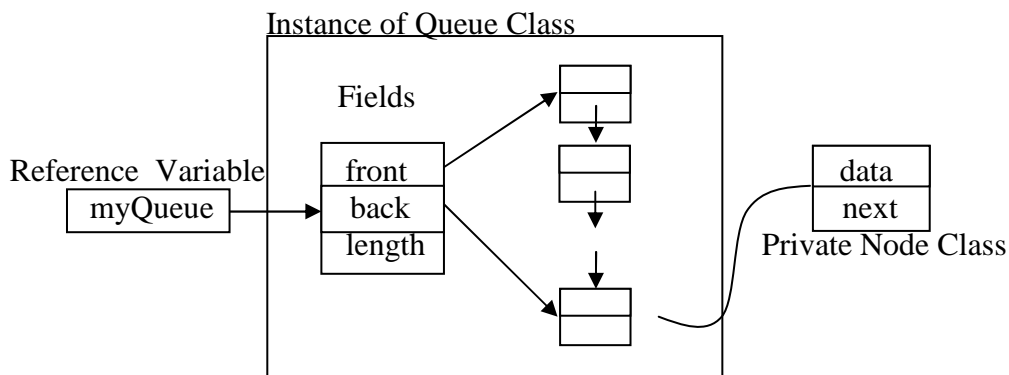 Instance of Queue Class
Fields
Reference Variable
myQueue
front
back
length
data
next
Private Node Class